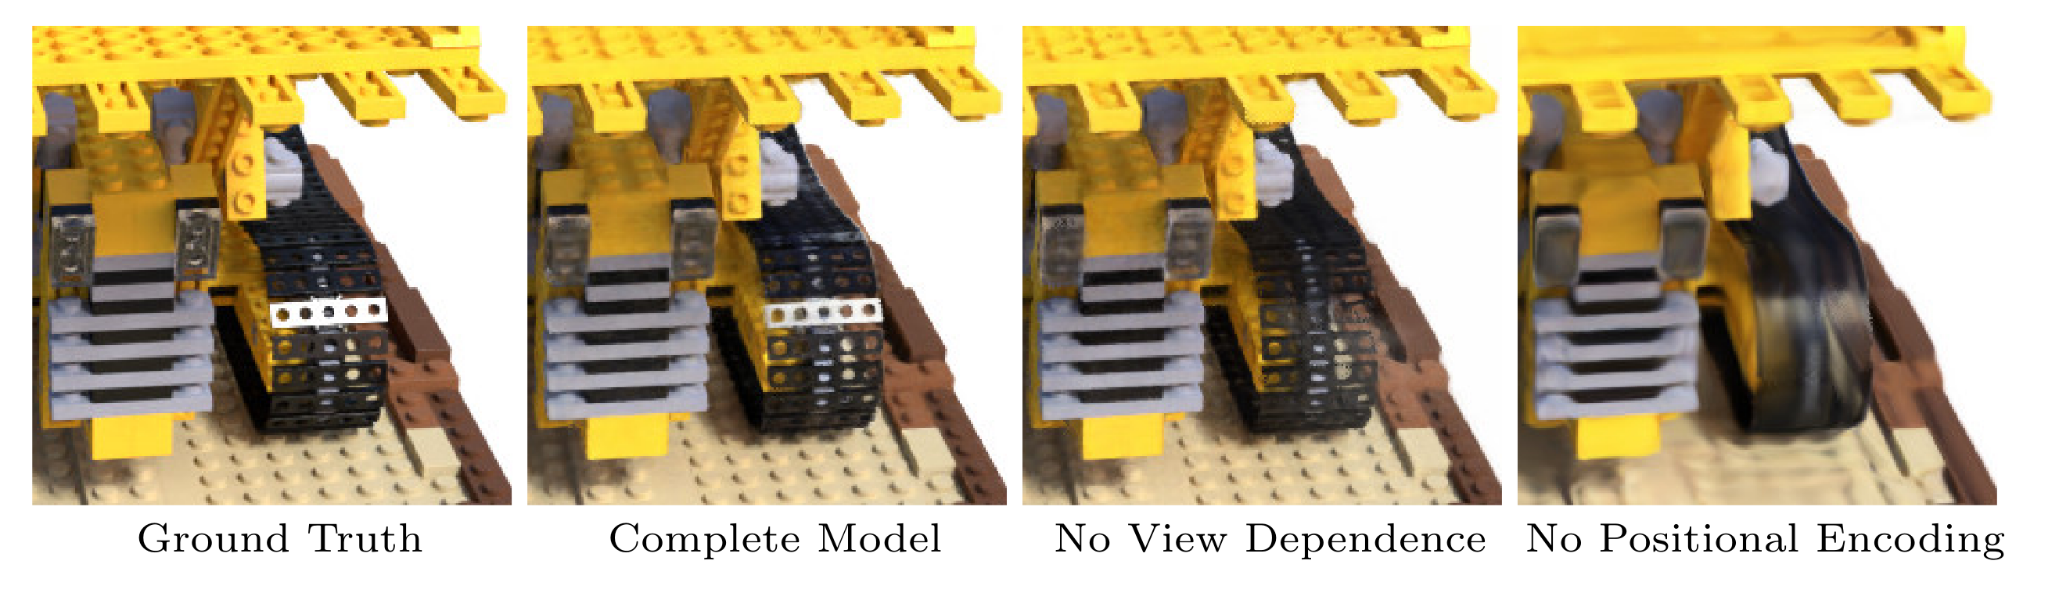 Ground Truth
Complete Model
No View Dependence
No Positional Encoding